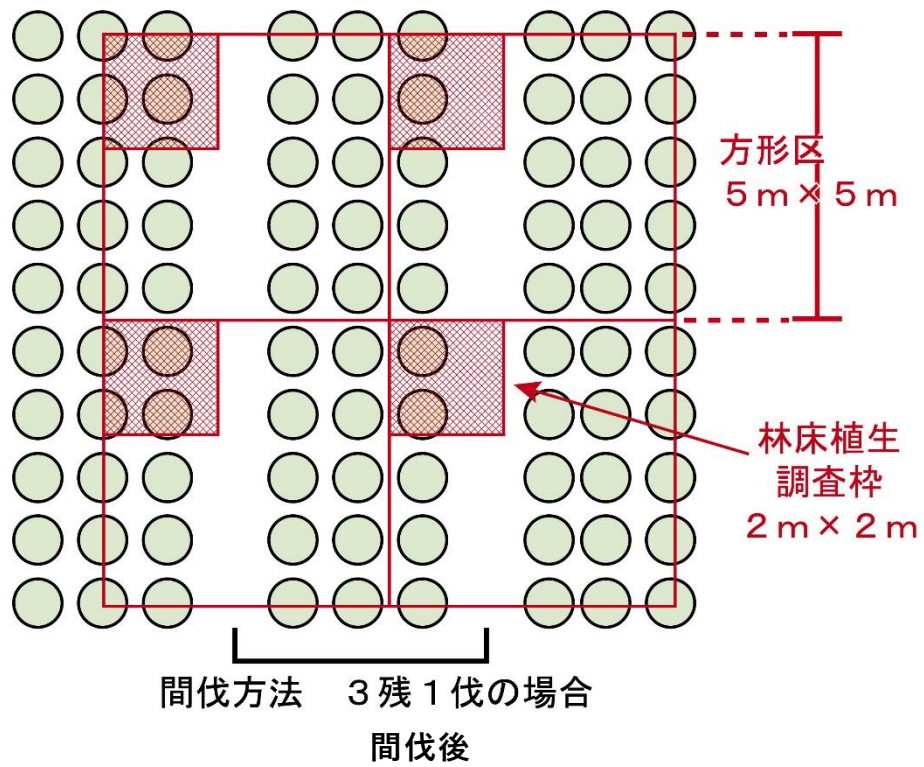 方形区
５ｍ×５ｍ
林床植生
調査枠
２ｍ×２ｍ
間伐方法　３残１伐の場合
間伐後